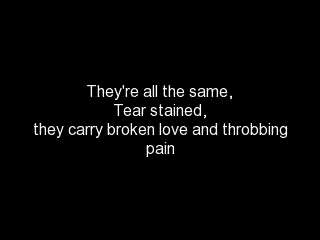 They're all the same,
Tear stained,
they carry broken love and throbbing
pain